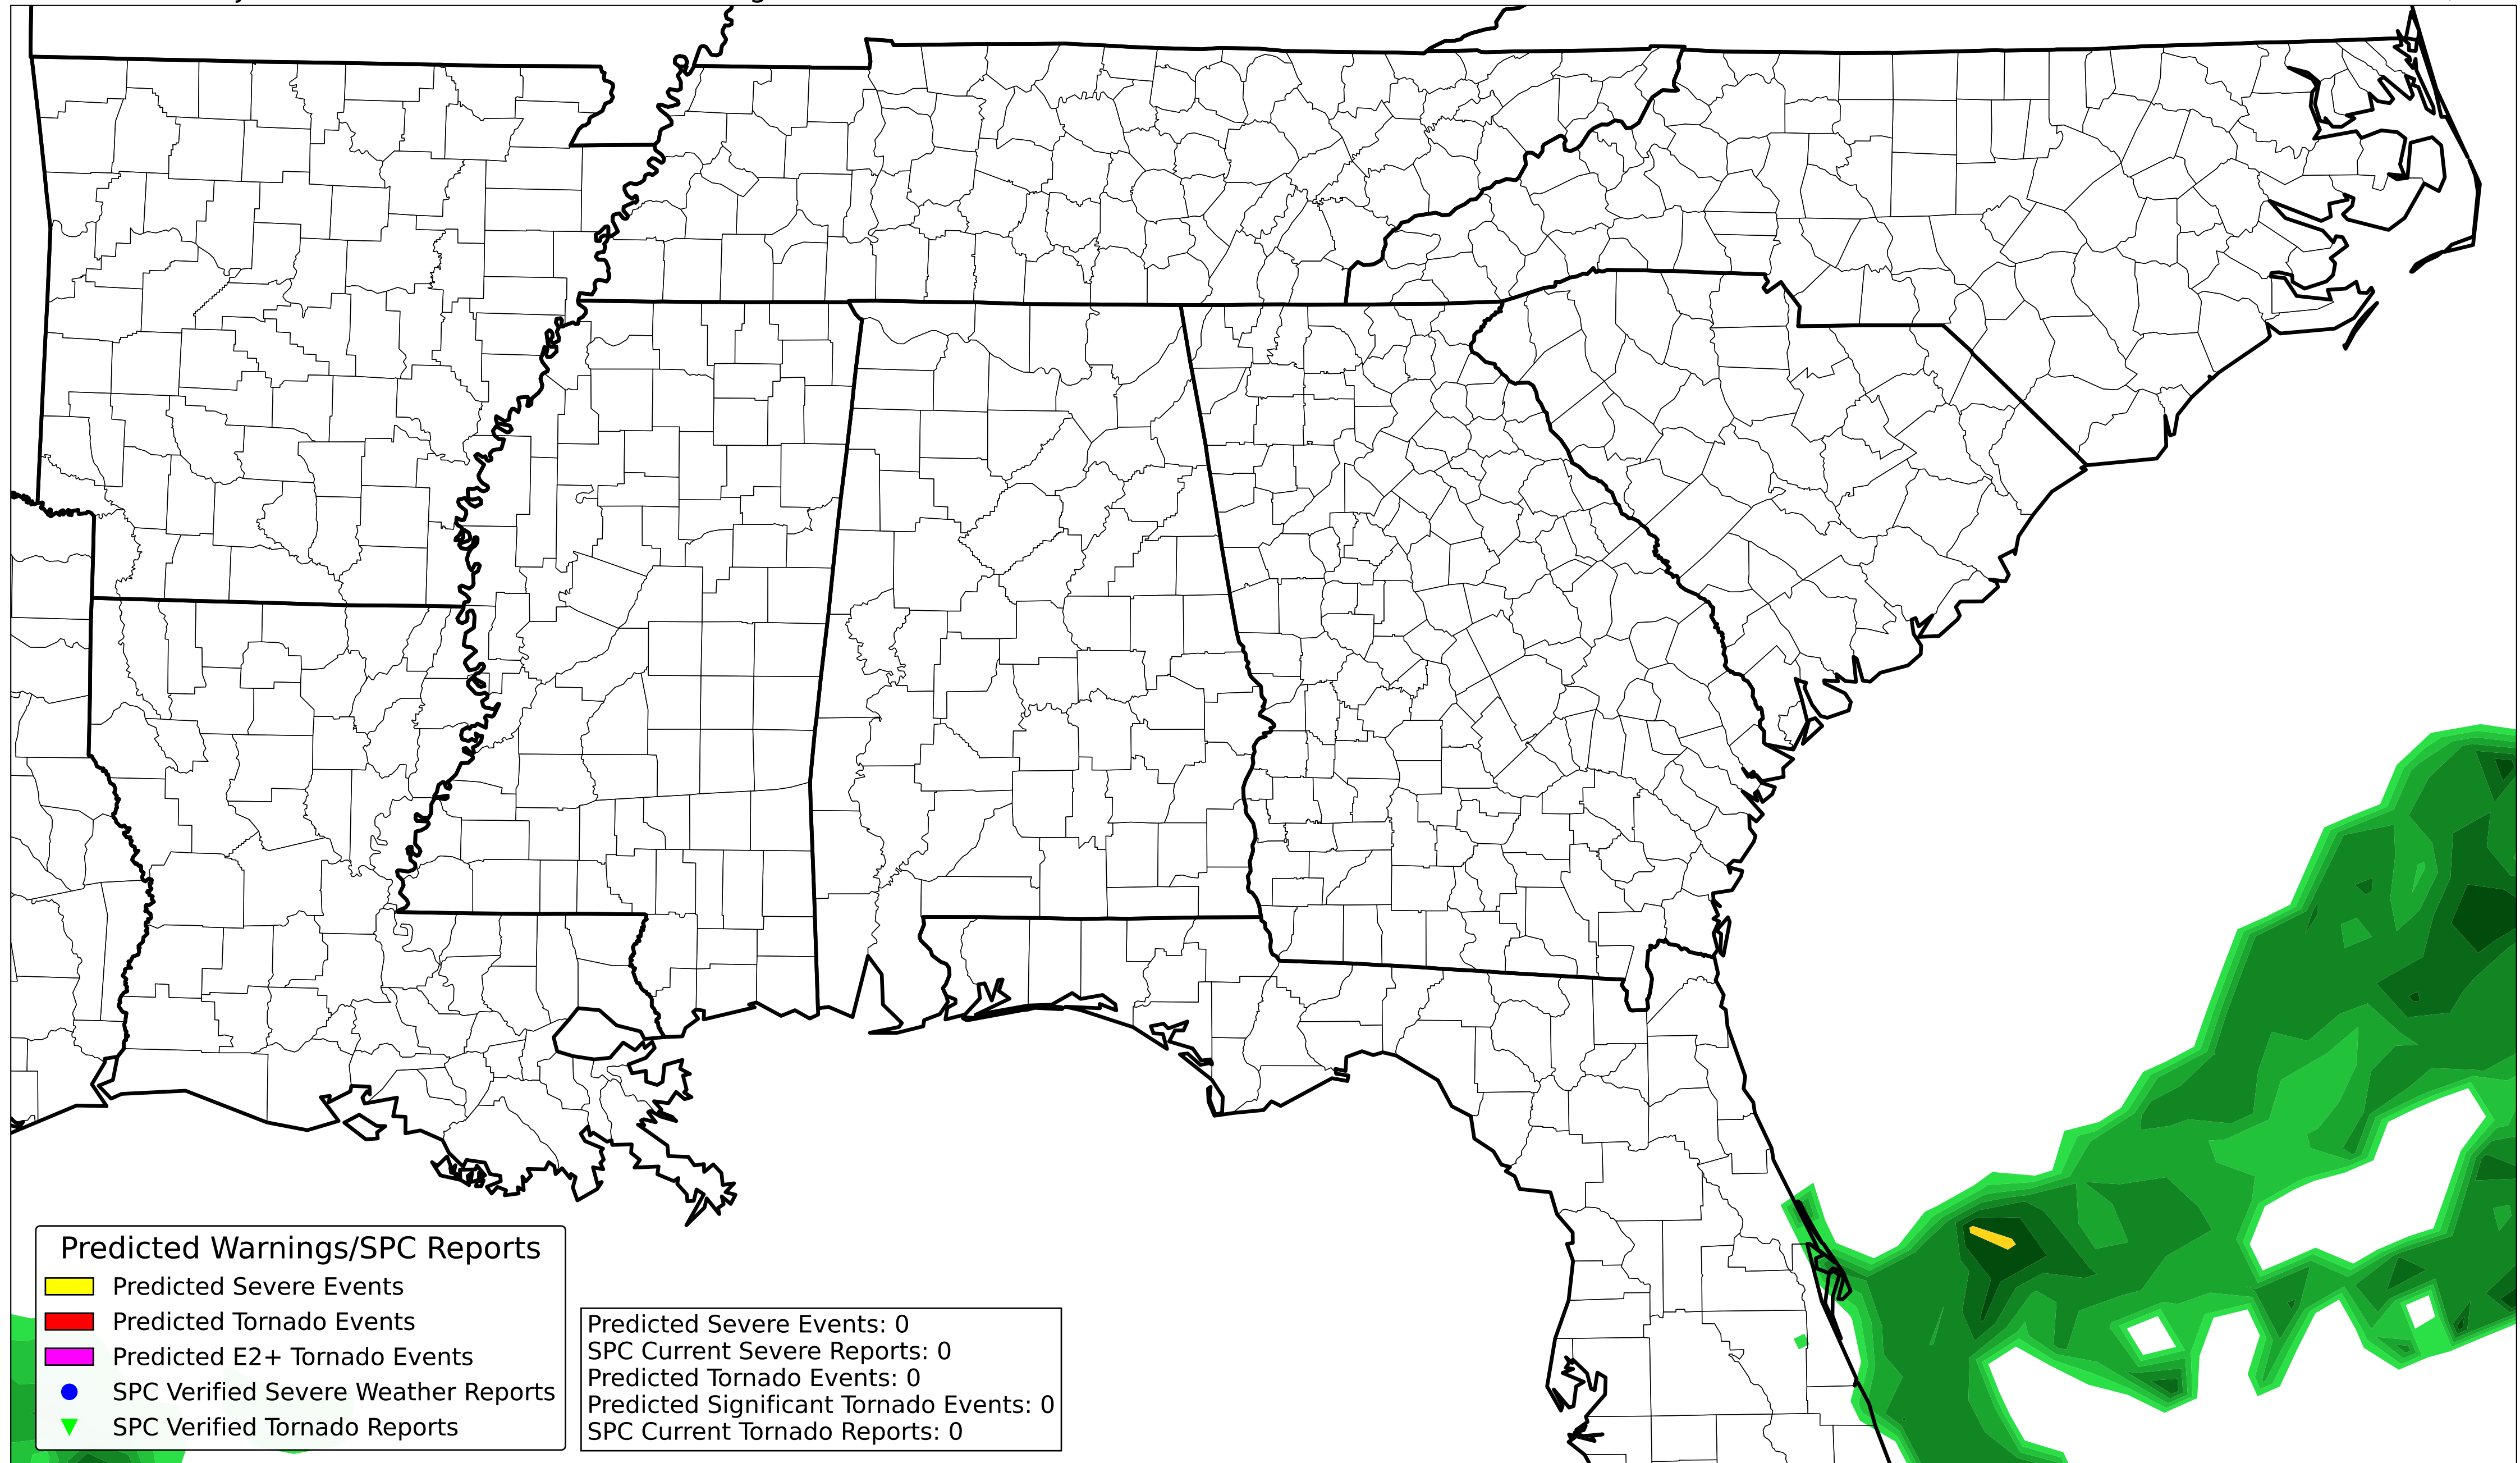 Predicted Warnings/SPC Reports
Predicted Severe Events
Predicted Tornado Events
Predicted E2+ Tornado Events
SPC Verified Severe Weather Reports
SPC Verified Tornado Reports
Predicted Severe Events: 0
SPC Current Severe Reports: 0
Predicted Tornado Events: 0
Predicted Significant Tornado Events: 0
SPC Current Tornado Reports: 0